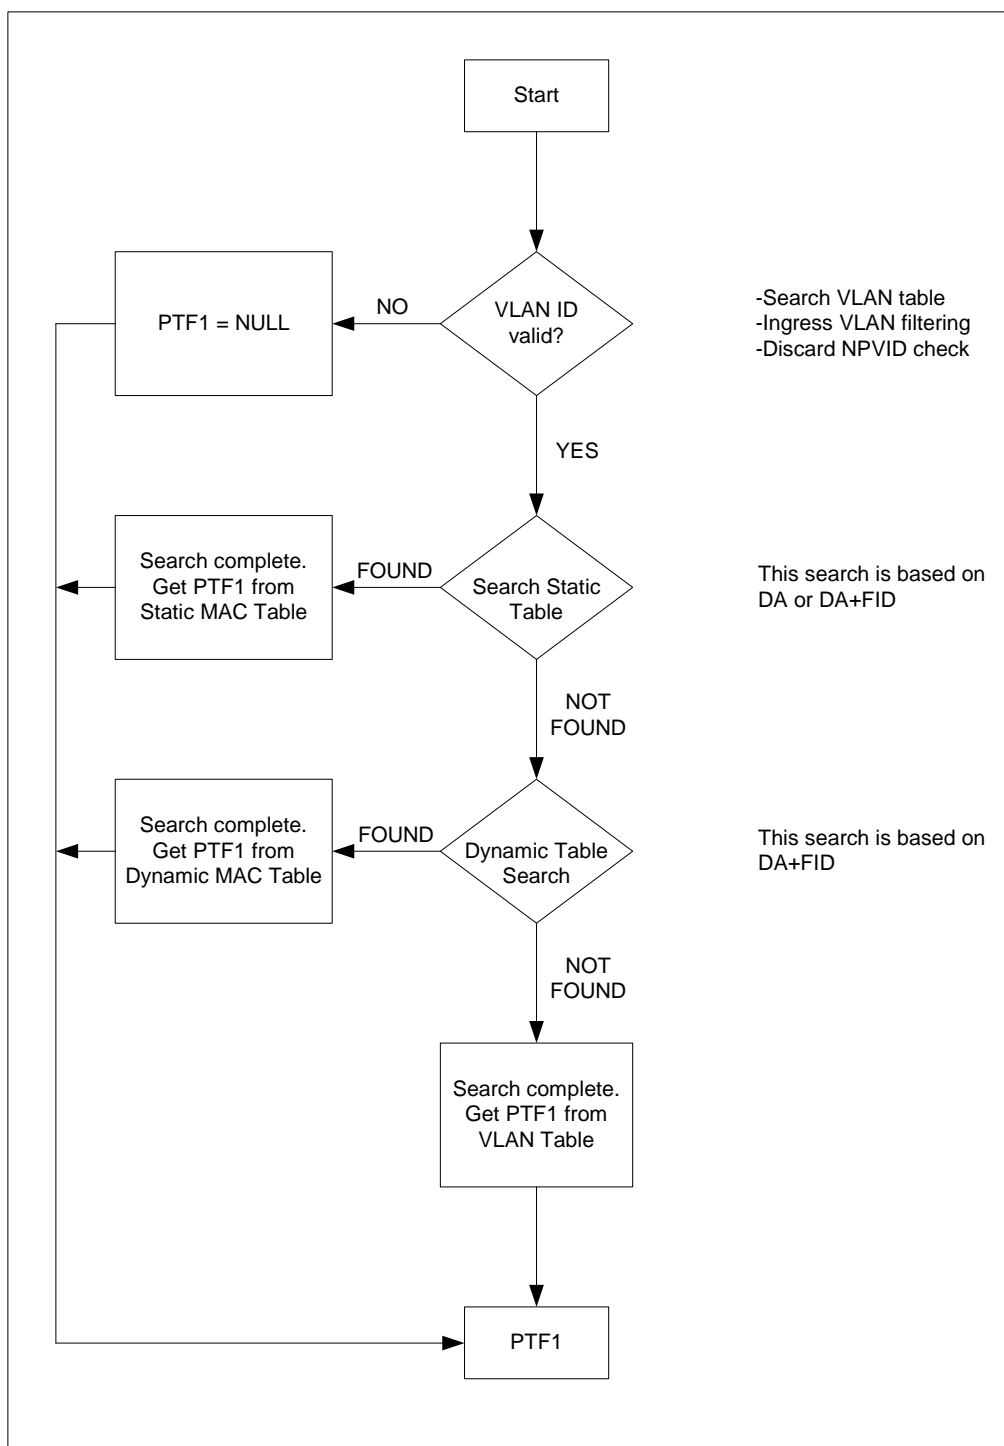 Start
PTF1 = NULL
NO
VLAN ID
valid?
-Search VLAN table
-Ingress VLAN filtering
-Discard NPVID check
YES
Search complete.
Get PTF1 from
Static MAC Table
FOUND
Search Static
Table
This search is based on
DA or DA+FID
NOT
FOUND
Search complete.
Get PTF1 from
Dynamic MAC Table
FOUND
Dynamic Table
Search
This search is based on
DA+FID
NOT
FOUND
Search complete.
Get PTF1 from
VLAN Table
PTF1